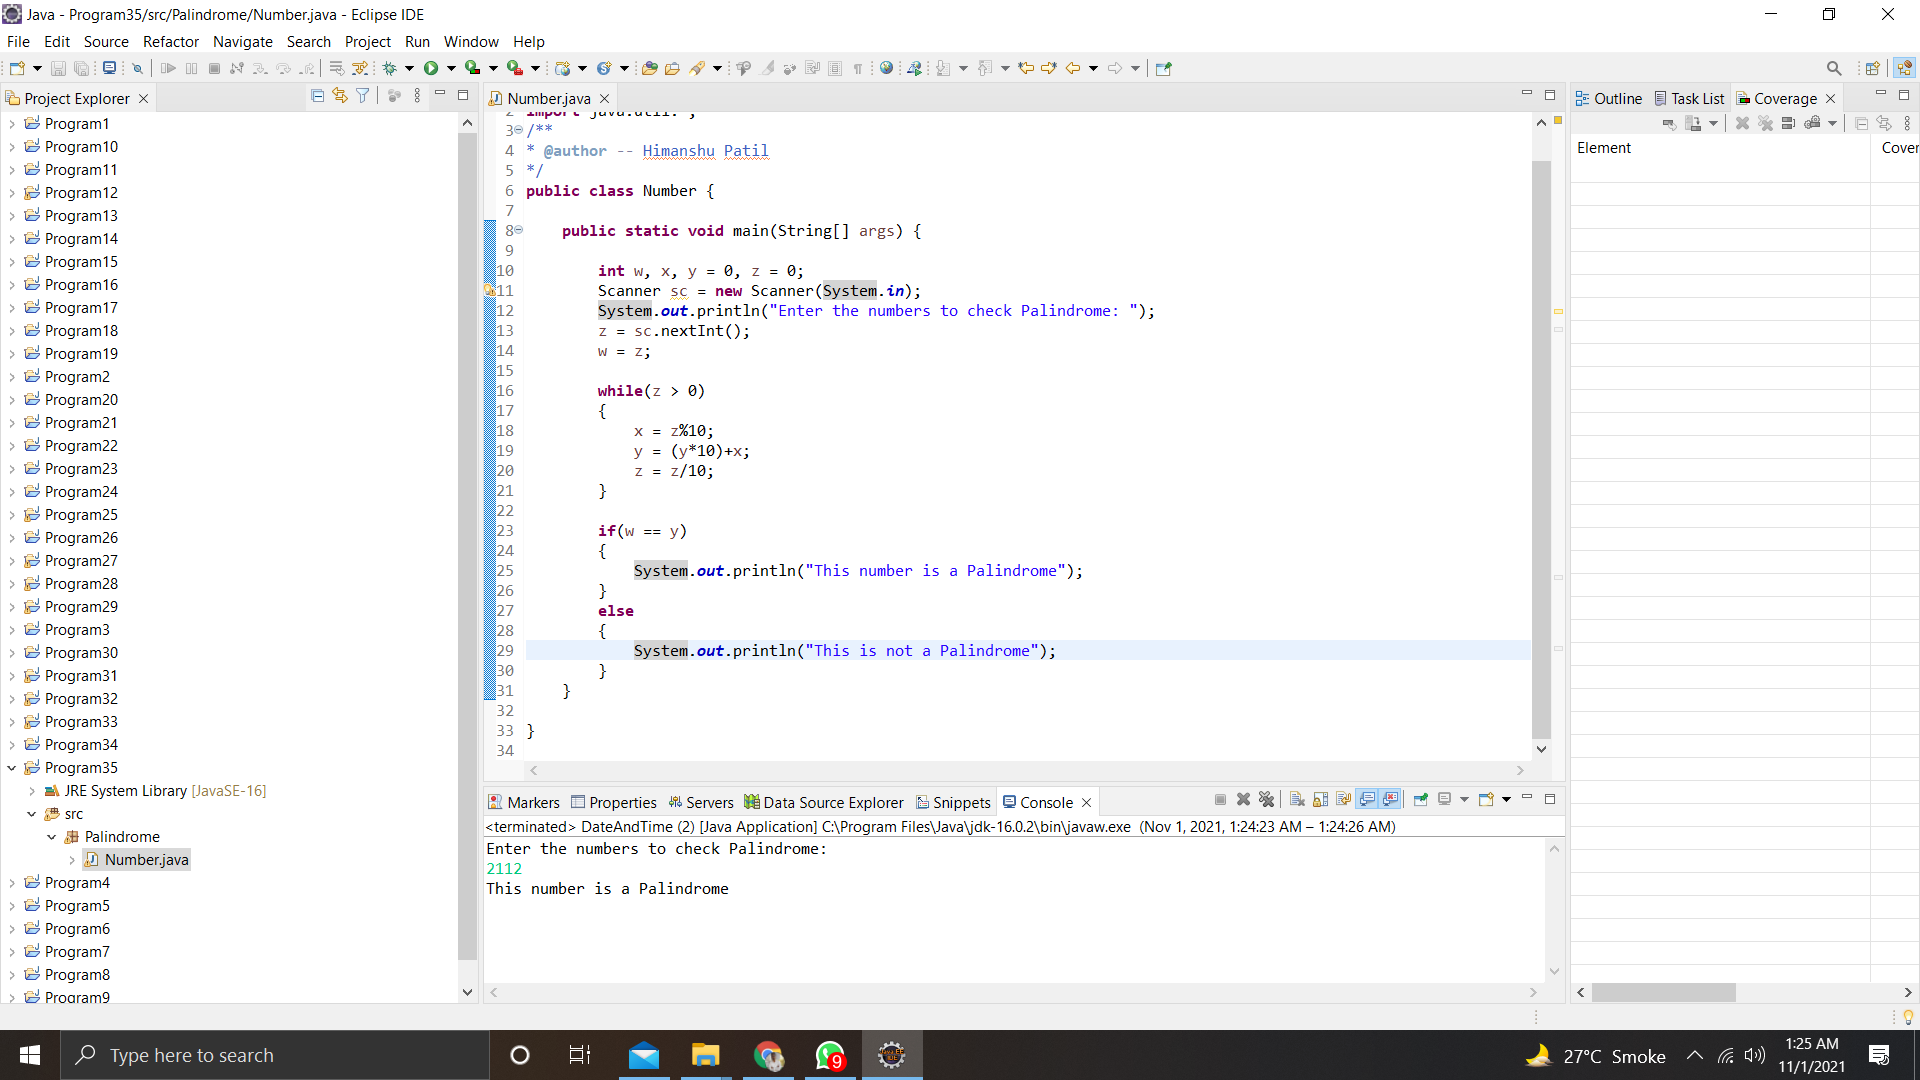 Java - Program35/src/Palindrome/Number.java - Eclipse IDE
File Edit Source Refactor Navigate Search Project Run Window Help
Project Explorer
Program1
Program10
Program11
Program12
Program13
Program14
Program15
Program16
Program17
Program18
Program19
Program2
Program20
Program21
Program22
Program23
Program24
Program25
Program26
Program27
Program28
Program29
Program3
Program30
Program31
Program32
Program33
Program34
Program35
JRE System Library [JavaSE-16]
src
Palindrome
Number.java
Program4
Program5
Program6
Program7
Program8
Program9
Number.java
2 import java.util.*;
3 /**
4 * @author -- Himanshu Patil
5 */
6 public class Number {
7
8 public static void main(String[] args) {
9
10 int w, x, y = 0, z = 0;
11 Scanner sc = new Scanner(System.in);
12 System.out.println("Enter the numbers to check Palindrome: ");
13 z = sc.nextInt();
14 w = z;
15
16 while(z > 0)
17 {
18 x = z%10;
19 y = (y*10)+x;
20 z = z/10;
21 }
22
23 if(w == y)
24 {
25 System.out.println("This number is a Palindrome");
26 }
27 else
28 {
29 System.out.println("This is not a Palindrome");
30 }
31 }
32
33 }
34
Markers Properties Servers Data Source Explorer Snippets Console
<terminated> DateAndTime (2) [Java Application] C:\Program Files\Java\jdk-16.0.2\bin\javaw.exe (Nov 1, 2021, 1:24:23 AM – 1:24:26 AM)
Enter the numbers to check Palindrome:
2112
This number is a Palindrome
Outline Task List Coverage
Element Cover
Type here to search
9
27°C Smoke
1:25 AM
11/1/2021